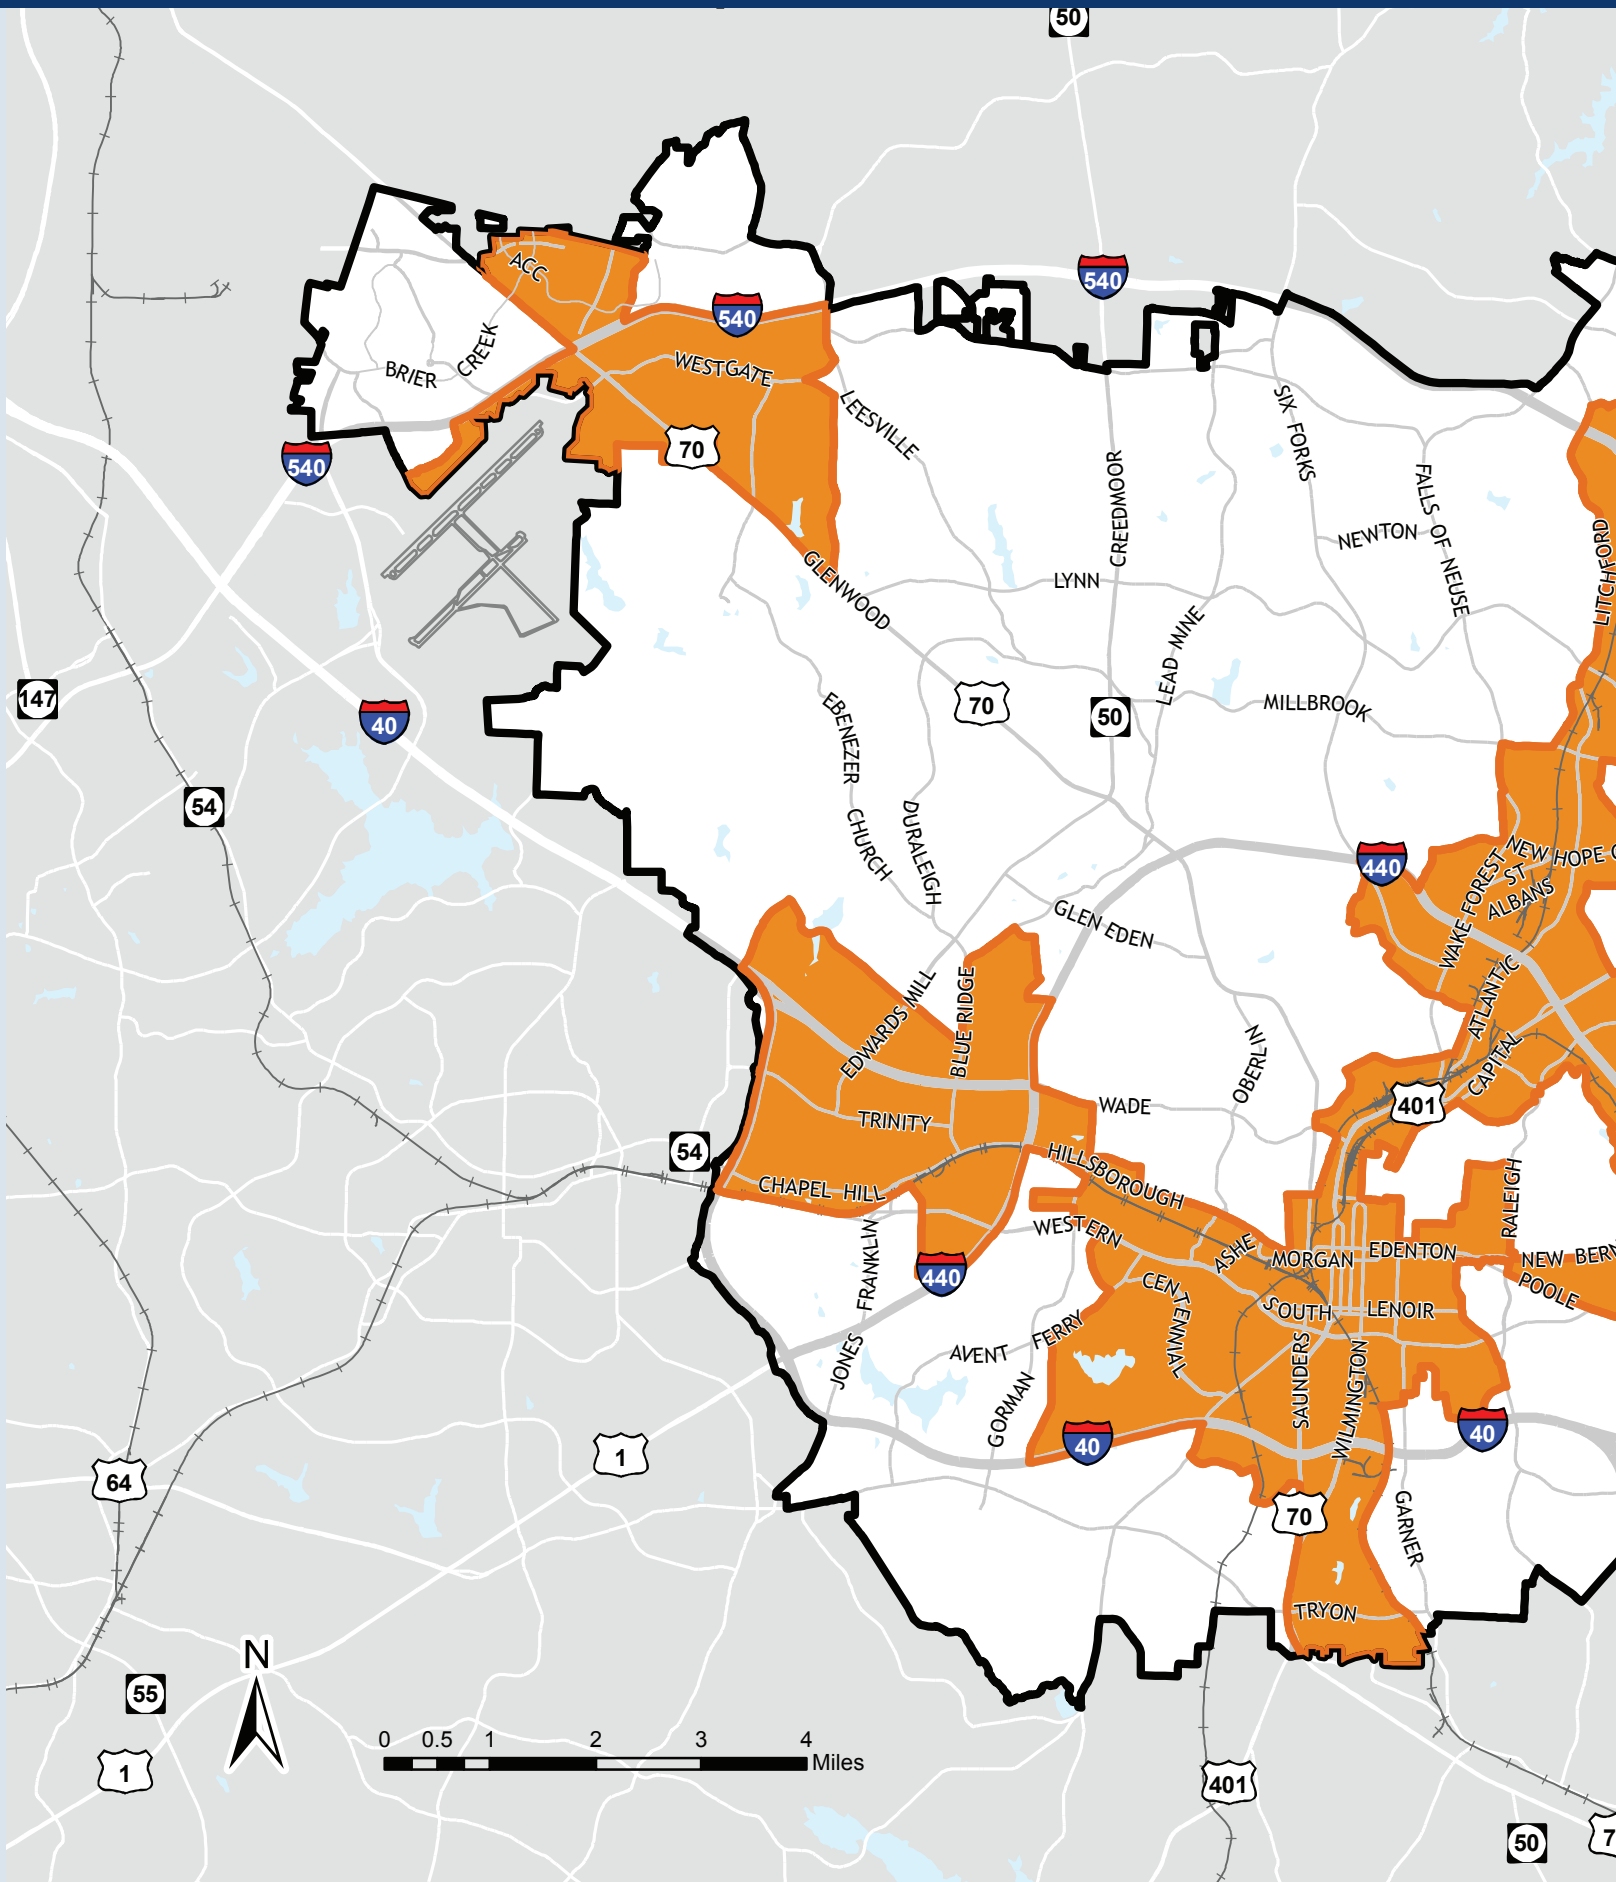 50
ACC
540
540
WESTGATE
CREEK
BRIER
LEESVILLE
SIX FORKS
70
540
CREEDMOOR
FALLS OF NEUSE
NEWTON
LITCHFORD
GLENWOOD
LYNN
LEAD MINE
147
40
EBENEZER
CHURCH
70
50
MILLBROOK
54
DURALEIGH
440
NEW HOPE
WAKE FOREST
ST
ALBANS
GLEN EDEN
EDWARDS MILL
BLUE RIDGE
ATLANTIC
CAPITAL
OBERLIN
401
TRINITY
WADE
54
HILLSBOROUGH
CHAPEL HILL
RALEIGH
WESTERN
FRANKLIN
ASHE
MORGAN
EDENTON
NEW BERN
POOLE
440
CENTENNIAL
SOUTH
LENOIR
JONES
AVENT
FERRY
SAUNDERS
WILMINGTON
GORMAN
40
40
1
64
70
GARNER
TRYON
N
55
1
0 0.5 1 2 3 4
Miles
401
50